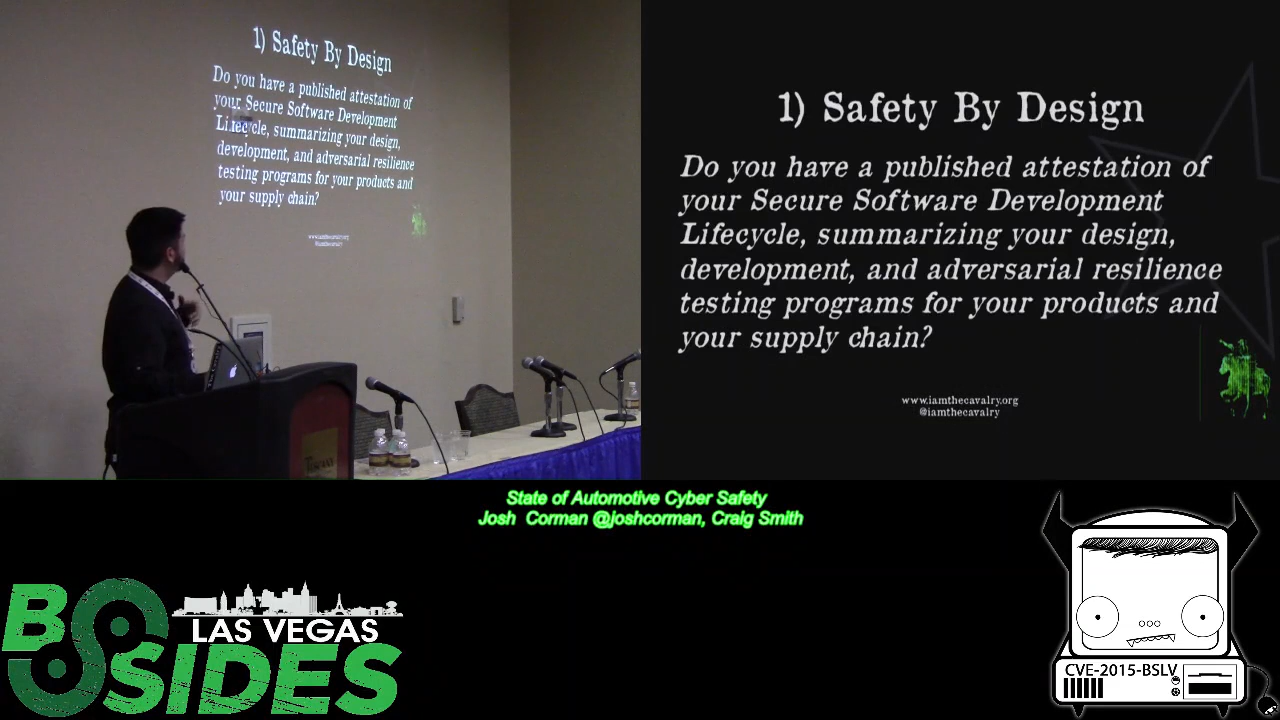 1) Safety By Design
Do you have a published attestation of
your Secure Software Development
Lifecycle, summarizing your design,
development, and adversarial resilience
testing programs for your products and
your supply chain?
www.iamthecavalry.org
@iamthecavalry
1) Safety By Design
Do you have a published attestation of
your Secure Software Development
Lifecycle, summarizing your design,
development, and adversarial resilience
testing programs for your products and
your supply chain?
www.iamthecavalry.org
@iamthecavalry
State of Automotive Cyber Safety
Josh Corman @joshcorman, Craig Smith
BSIDES
LAS VEGAS
CVE-2015-BSLV